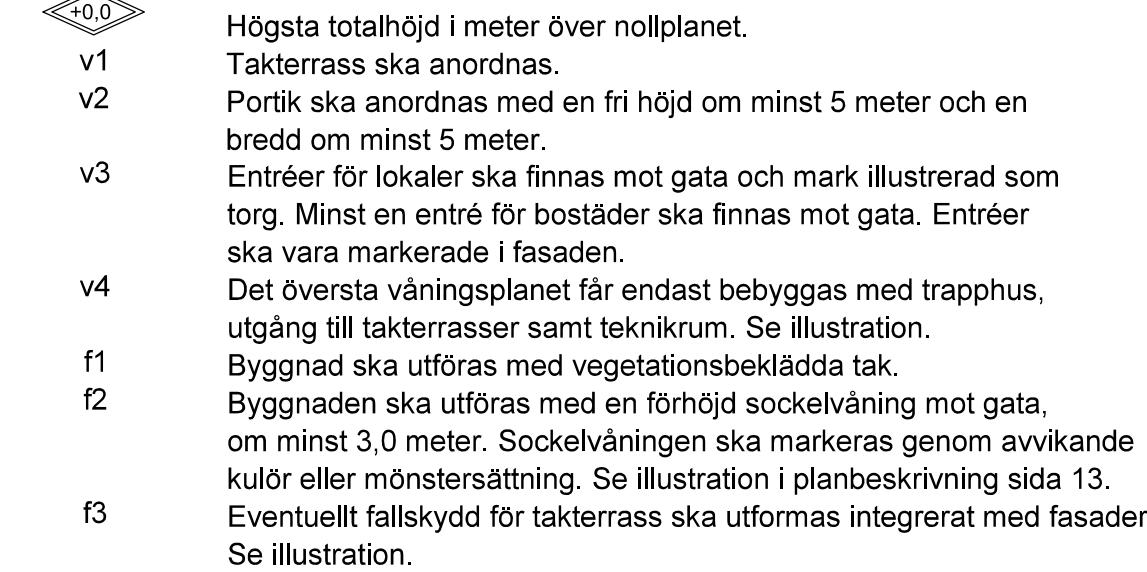 +0,0 Högsta totalhöjd i meter över nollplanet.
v1 Takterrass ska anordnas.
v2 Portik ska anordnas med en fri höjd om minst 5 meter och en
bredd om minst 5 meter.
v3 Entréer för lokaler ska finnas mot gata och mark illustrerad som
torg. Minst en entré för bostäder ska finnas mot gata. Entréer
ska vara markerade i fasaden.
v4 Det översta våningsplanet får endast bebyggas med trapphus,
utgång till takterrasser samt teknikrum. Se illustration.
f1 Byggnad ska utföras med vegetationsbeklädda tak.
f2 Byggnaden ska utföras med en förhöjd sockelvåning mot gata,
om minst 3,0 meter. Sockelvåningen ska markeras genom avvikande
kulör eller mönstersättning. Se illustration i planbeskrivning sida 13.
f3 Eventuellt fallskydd för takterrass ska utformas integrerat med fasader
Se illustration.